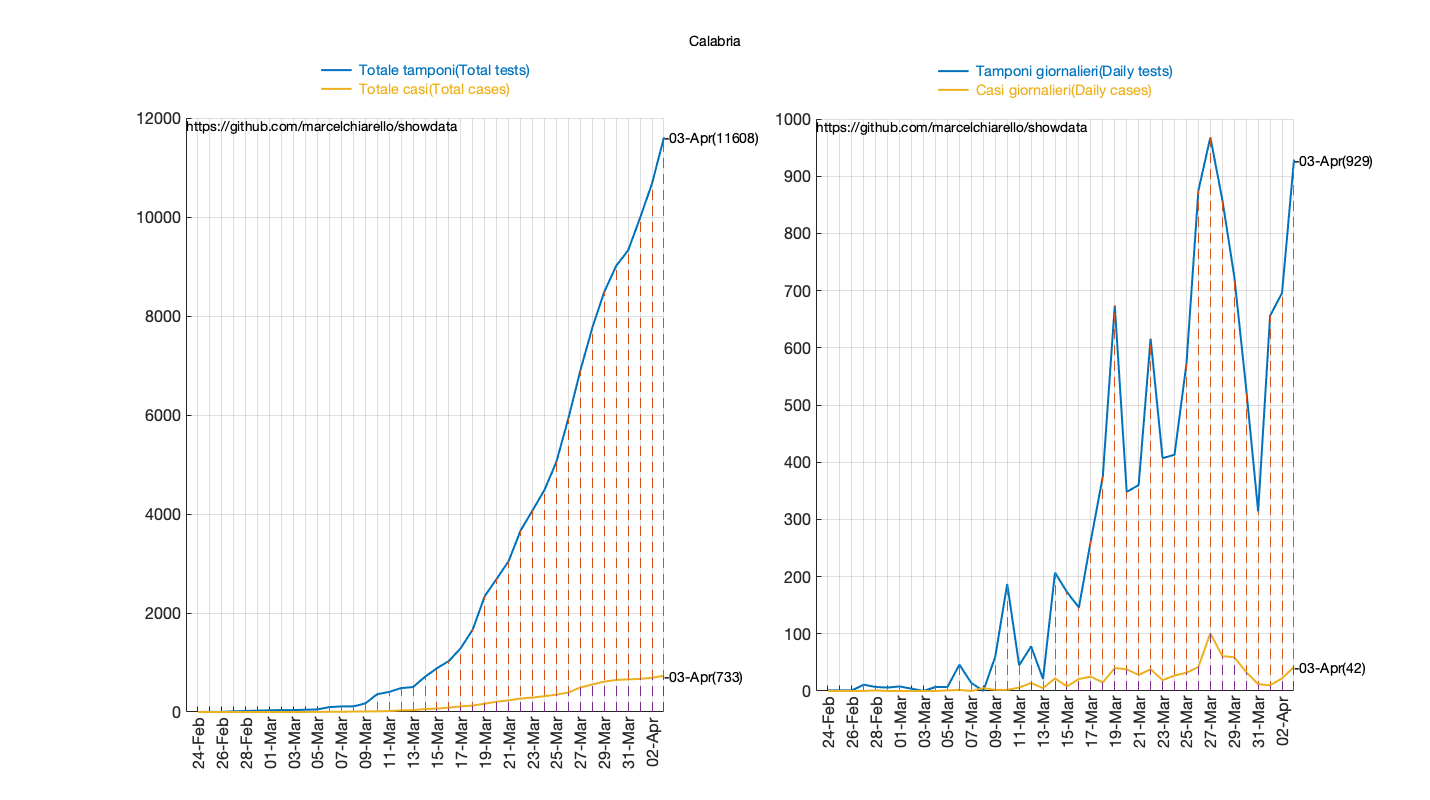 Calabria
Totale tamponi(Total tests)
Totale casi(Total cases)
https://github.com/marcelchiarello/showdata
12000
10000
8000
6000
4000
2000
0
03-Apr(11608)
03-Apr(733)
24-Feb
26-Feb
28-Feb
01-Mar
03-Mar
05-Mar
07-Mar
09-Mar
11-Mar
13-Mar
15-Mar
17-Mar
19-Mar
21-Mar
23-Mar
25-Mar
27-Mar
29-Mar
31-Mar
02-Apr
Tamponi giornalieri(Daily tests)
Casi giornalieri(Daily cases)
https://github.com/marcelchiarello/showdata
1000
900
800
700
600
500
400
300
200
100
0
03-Apr(929)
03-Apr(42)
24-Feb
26-Feb
28-Feb
01-Mar
03-Mar
05-Mar
07-Mar
09-Mar
11-Mar
13-Mar
15-Mar
17-Mar
19-Mar
21-Mar
23-Mar
25-Mar
27-Mar
29-Mar
31-Mar
02-Apr